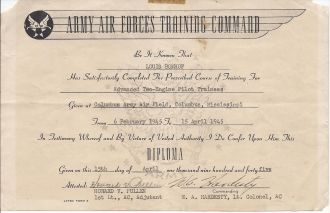 ARMY AIR FORCES TRAINING COMMAND
Be It Known That
LOUIS
Has Satisfactorily Completed The Prescribed Course of Training For
Advanced Two-Engine Pilot Trainees
Given at Columbus Army Air Field, Columbus, Mississippi
From 6 February 1945 To 15 April 1945
In Testimony Whereof and By Virtue of Vested Authority I Do Confer Upon Him This
DIPLOMA
Given on this 15th day of April one thousand nine hundred and forty five
Attested:
HOWARD V. PULLEN
1st Lt., AC, Adjutant
Commanding
H. A. HARDESTY, Lt. Colonel, AC